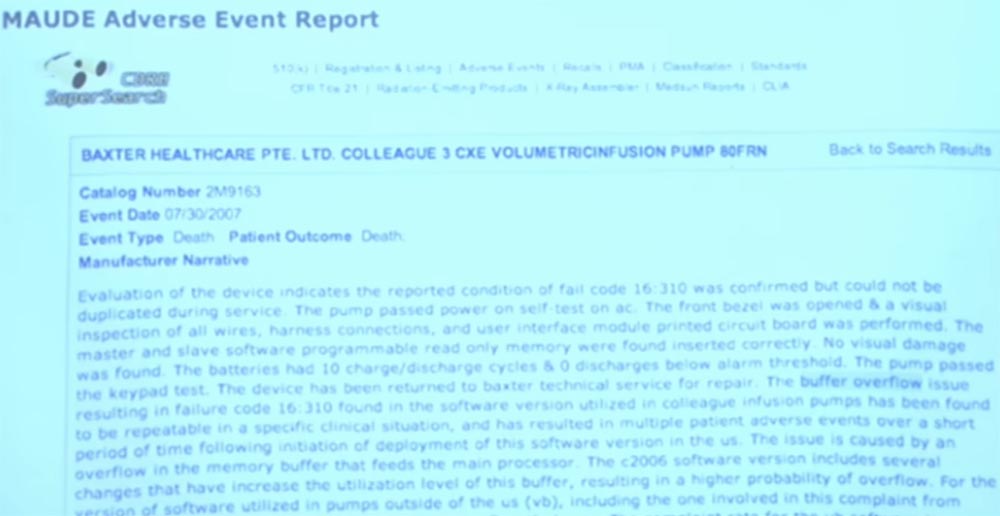 MAUDE Adverse Event Report
CDRH
SuperSearch
510(k) | Registration & Listing | Adverse Events | Recalls | PMA | Classification | Standards
CFR Title 21 | Radiation-Emitting Products | X-Ray Assembler | Medsun Reports | CLIA
BAXTER HEALTHCARE PTE. LTD. COLLEAGUE 3 CXE VOLUMETRICINFUSION PUMP 80FRN
Back to Search Results
Catalog Number 2M9163
Event Date 07/30/2007
Event Type Death Patient Outcome Death;
Manufacturer Narrative
Evaluation of the device indicates the reported condition of fail code 16:310 was confirmed but could not be
duplicated during service. The pump passed power on self-test on ac. The front bezel was opened & a visual
inspection of all wires, harness connections, and user interface module printed circuit board was performed. The
master and slave software programmable read only memory were found inserted correctly. No visual damage
was found. The batteries had 10 charge/discharge cycles & 0 discharges below alarm threshold. The pump passed
the keypad test. The device has been returned to baxter technical service for repair. The buffer overflow issue
resulting in failure code 16:310 found in the software version utilized in colleague infusion pumps has been found
to be repeatable in a specific clinical situation, and has resulted in multiple patient adverse events over a short
period of time following initiation of deployment of this software version in the us. The issue is caused by an
overflow in the memory buffer that feeds the main processor. The c2006 software version includes several
changes that have increase the utilization level of this buffer, resulting in a higher probability of overflow. For the
version of software utilized in pumps outside of the us (vb), including the one involved in this complaint from